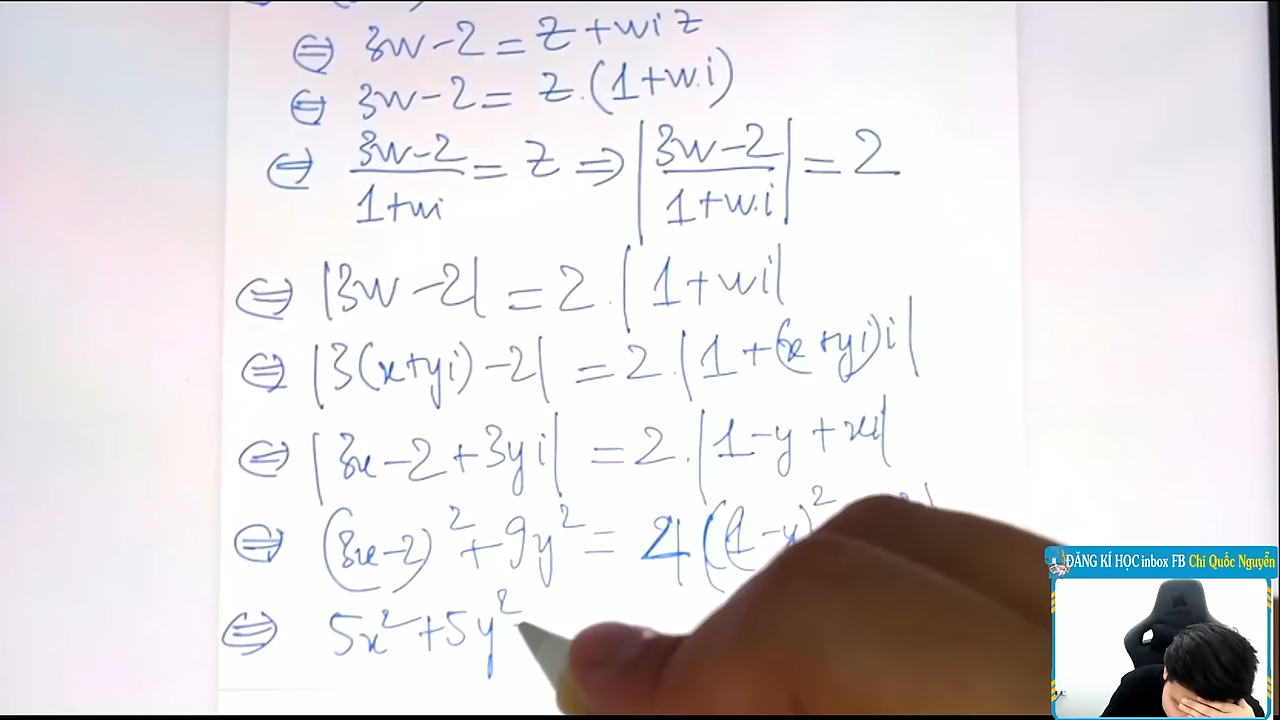 ⇔ 3w-2 = z + wi z
⇔ 3w-2 = z.(1+w.i)
⇔ 3w-2/1+wi = z ⇒ |3w-2/1+w.i| = 2
⇔ |3w-2| = 2.|1+wi|
⇔ |3(x+yi)-2| = 2.|1+(x+yi)i|
⇔ |3x-2+3yi| = 2.|1-y+xi|
⇔ (3x-2)²+9y² = 4((1-y)²
⇔ 5x²+5y²
ĐĂNG KÍ HỌC inbox FB Chí Quốc Nguyễn